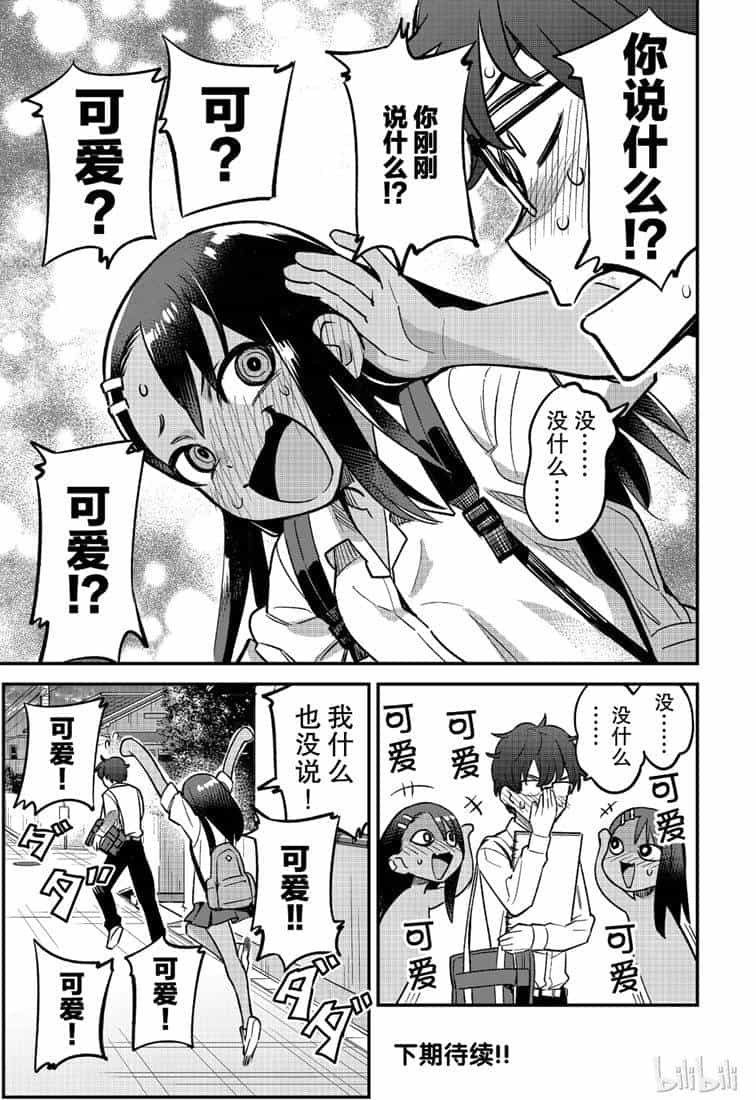 你说什么!?
你刚刚
说什么!?
可?
可爱?
没……
没什么……
可爱!?
没……
没什么
……
可爱
可爱
可爱
可爱
可爱
我什么
也没说!
可爱!
可爱!!
可爱!
可爱!
ダダ
ダダダ
下期待续!!
bilibili